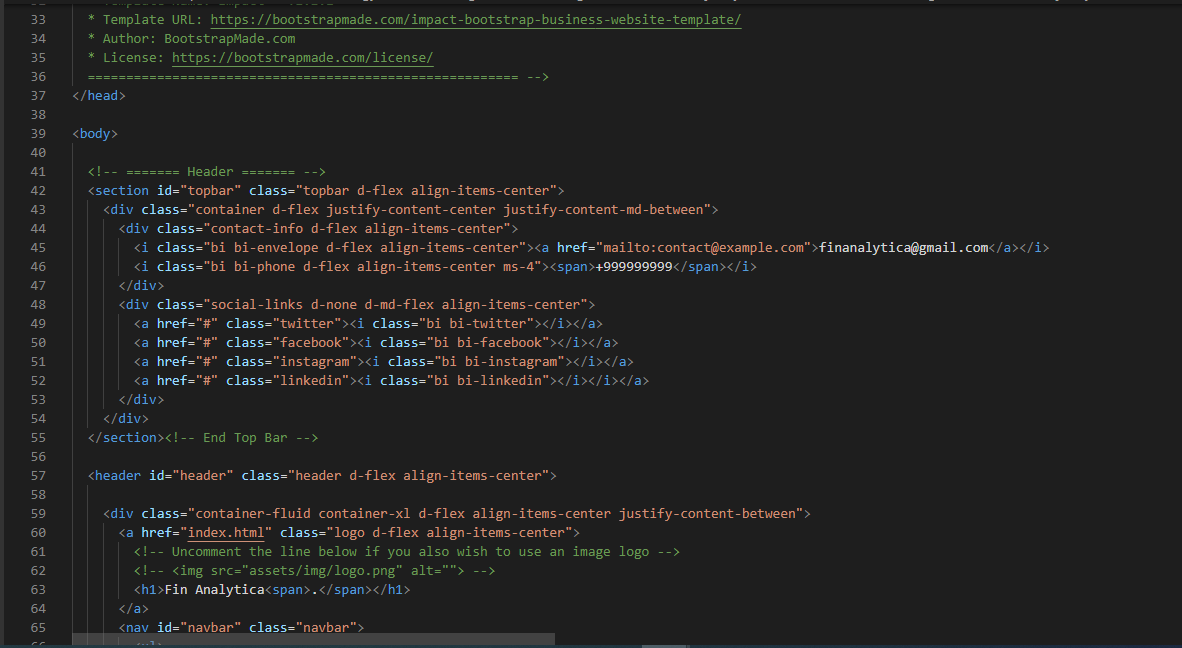 33 * Template URL: https://bootstrapmade.com/impact-bootstrap-business-website-template/
34 * Author: BootstrapMade.com
35 * License: https://bootstrapmade.com/license/
36 ======================================================== -->
37 </head>
38
39 <body>
40
41 <!-- ======= Header ======= -->
42 <section id="topbar" class="topbar d-flex align-items-center">
43 <div class="container d-flex justify-content-center justify-content-md-between">
44 <div class="contact-info d-flex align-items-center">
45 <i class="bi bi-envelope d-flex align-items-center"><a href="mailto:contact@example.com">finanalytica@gmail.com</a></i>
46 <i class="bi bi-phone d-flex align-items-center ms-4"><span>+999999999</span></i>
47 </div>
48 <div class="social-links d-none d-md-flex align-items-center">
49 <a href="#" class="twitter"><i class="bi bi-twitter"></i></a>
50 <a href="#" class="facebook"><i class="bi bi-facebook"></i></a>
51 <a href="#" class="instagram"><i class="bi bi-instagram"></i></a>
52 <a href="#" class="linkedin"><i class="bi bi-linkedin"></i></i></a>
53 </div>
54 </div>
55 </section><!-- End Top Bar -->
56
57 <header id="header" class="header d-flex align-items-center">
58
59 <div class="container-fluid container-xl d-flex align-items-center justify-content-between">
60 <a href="index.html" class="logo d-flex align-items-center">
61 <!-- Uncomment the line below if you also wish to use an image logo -->
62 <!-- <img src="assets/img/logo.png" alt=""> -->
63 <h1>Fin Analytica<span>.</span></h1>
64 </a>
65 <nav id="navbar" class="navbar">